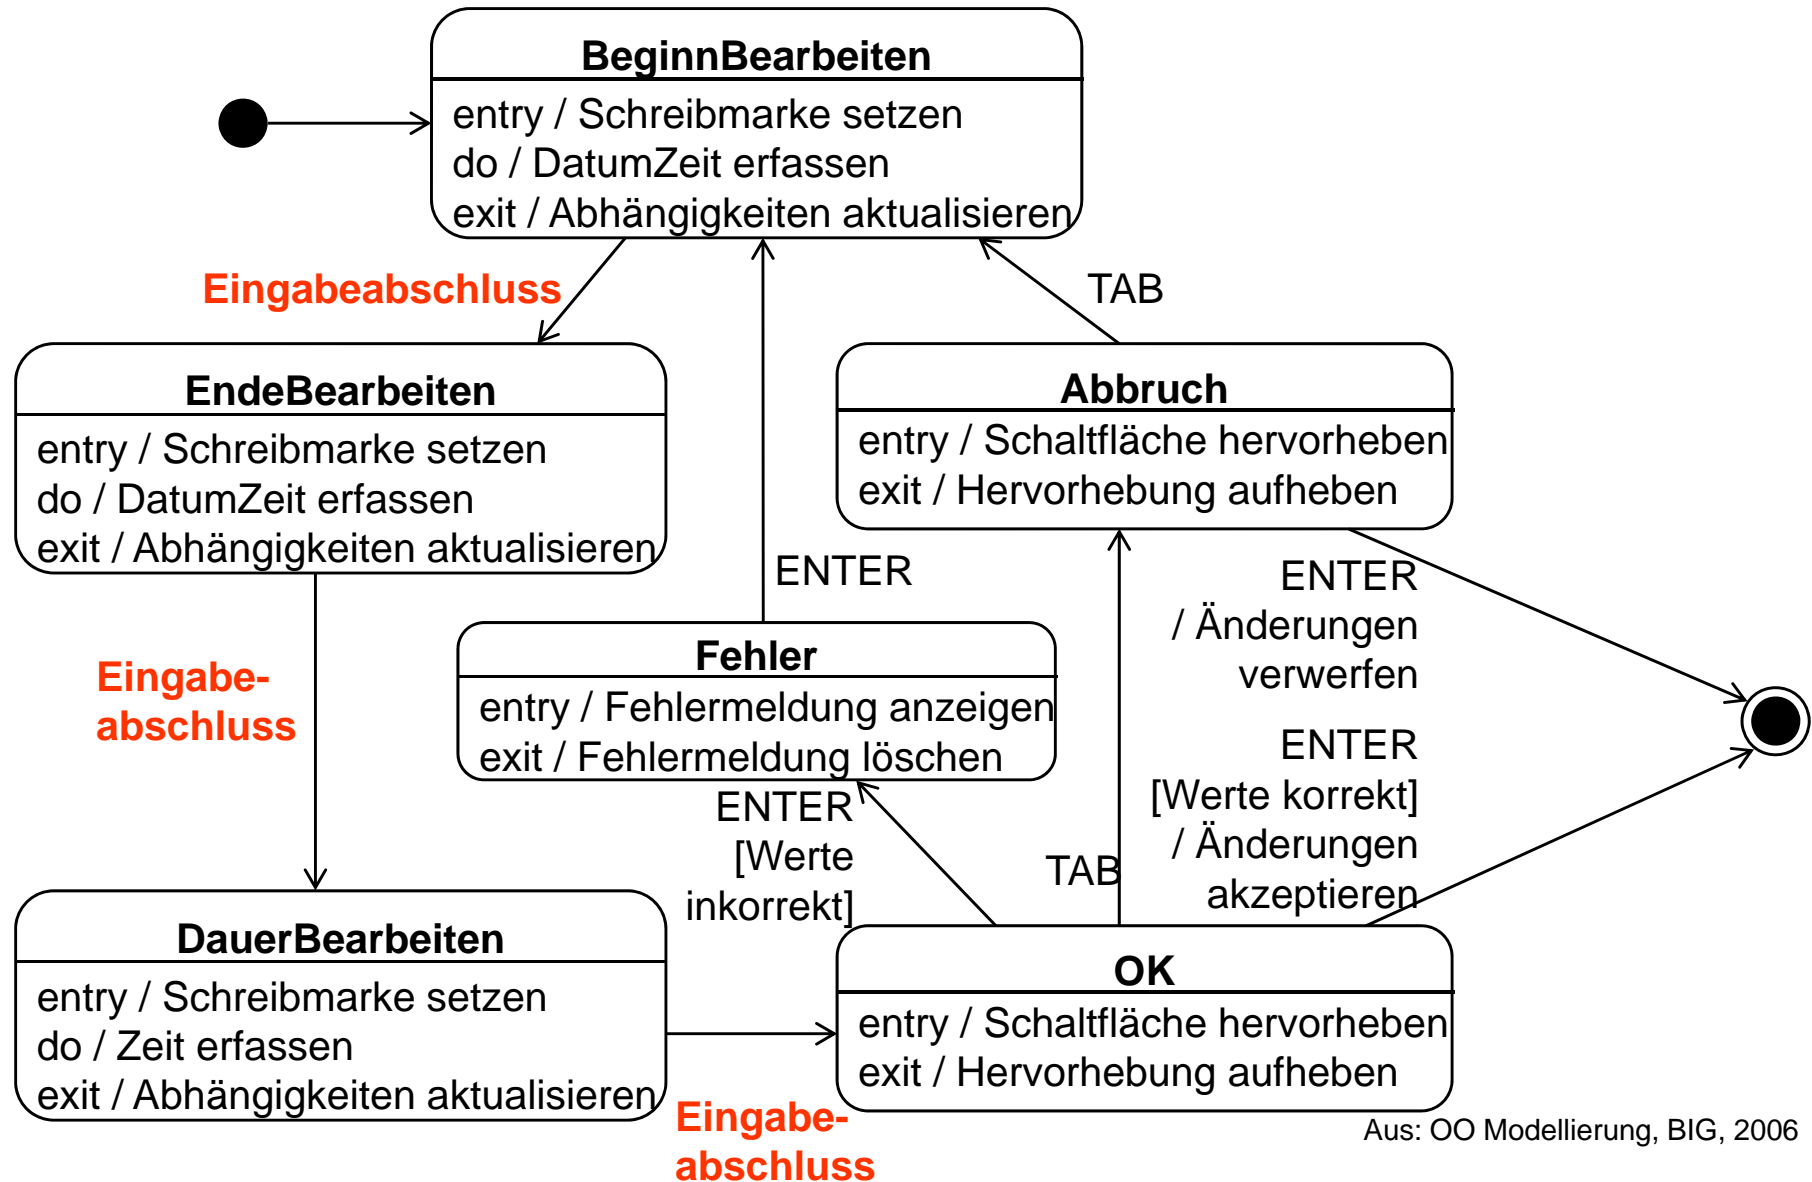 BeginnBearbeiten
entry / Schreibmarke setzen
do / DatumZeit erfassen
exit / Abhängigkeiten aktualisieren
Eingabeabschluss
TAB
EndeBearbeiten
entry / Schreibmarke setzen
do / DatumZeit erfassen
exit / Abhängigkeiten aktualisieren
Abbruch
entry / Schaltfläche hervorheben
exit / Hervorhebung aufheben
ENTER
ENTER
/ Änderungen
verwerfen
Eingabe-
abschluss
Fehler
entry / Fehlermeldung anzeigen
exit / Fehlermeldung löschen
ENTER
[Werte
inkorrekt]
TAB
ENTER
[Werte korrekt]
/ Änderungen
akzeptieren
DauerBearbeiten
entry / Schreibmarke setzen
do / Zeit erfassen
exit / Abhängigkeiten aktualisieren
OK
entry / Schaltfläche hervorheben
exit / Hervorhebung aufheben
Eingabe-
abschluss
Aus: OO Modellierung, BIG, 2006